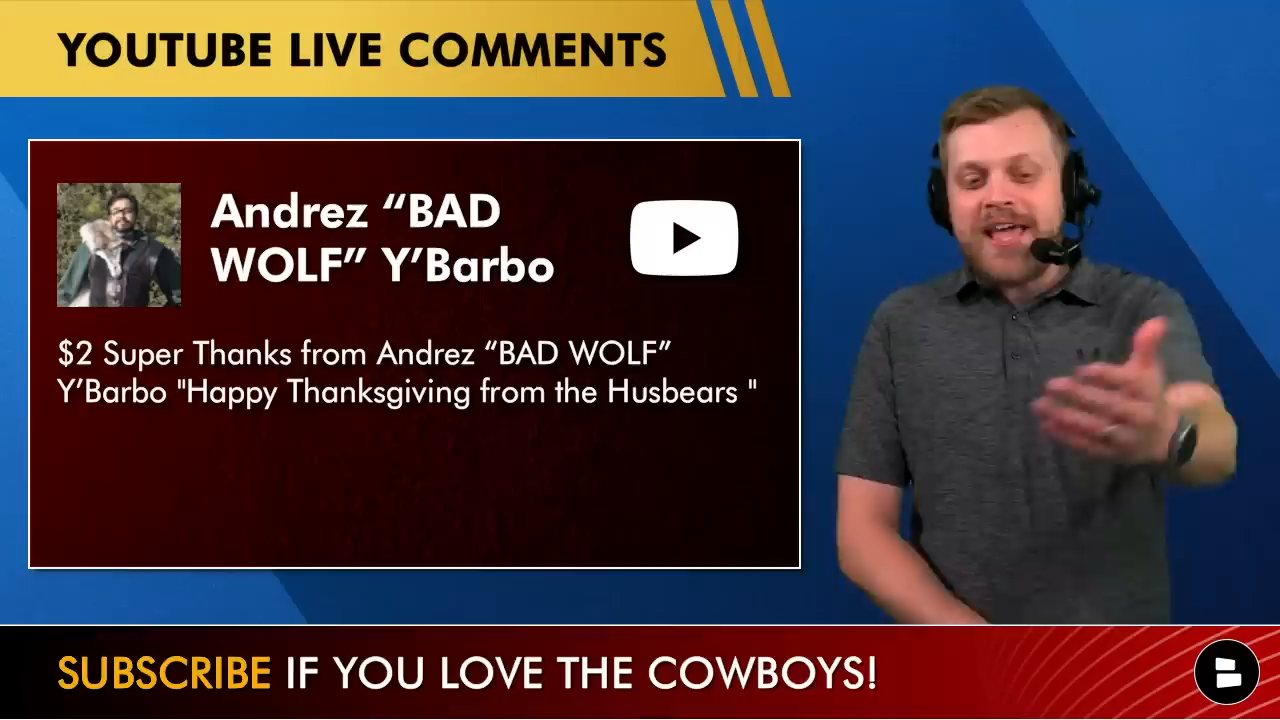 YOUTUBE LIVE COMMENTS
Andrez “BAD
WOLF” Y’Barbo
$2 Super Thanks from Andrez “BAD WOLF”
Y’Barbo "Happy Thanksgiving from the Husbears "
SUBSCRIBE IF YOU LOVE THE COWBOYS!